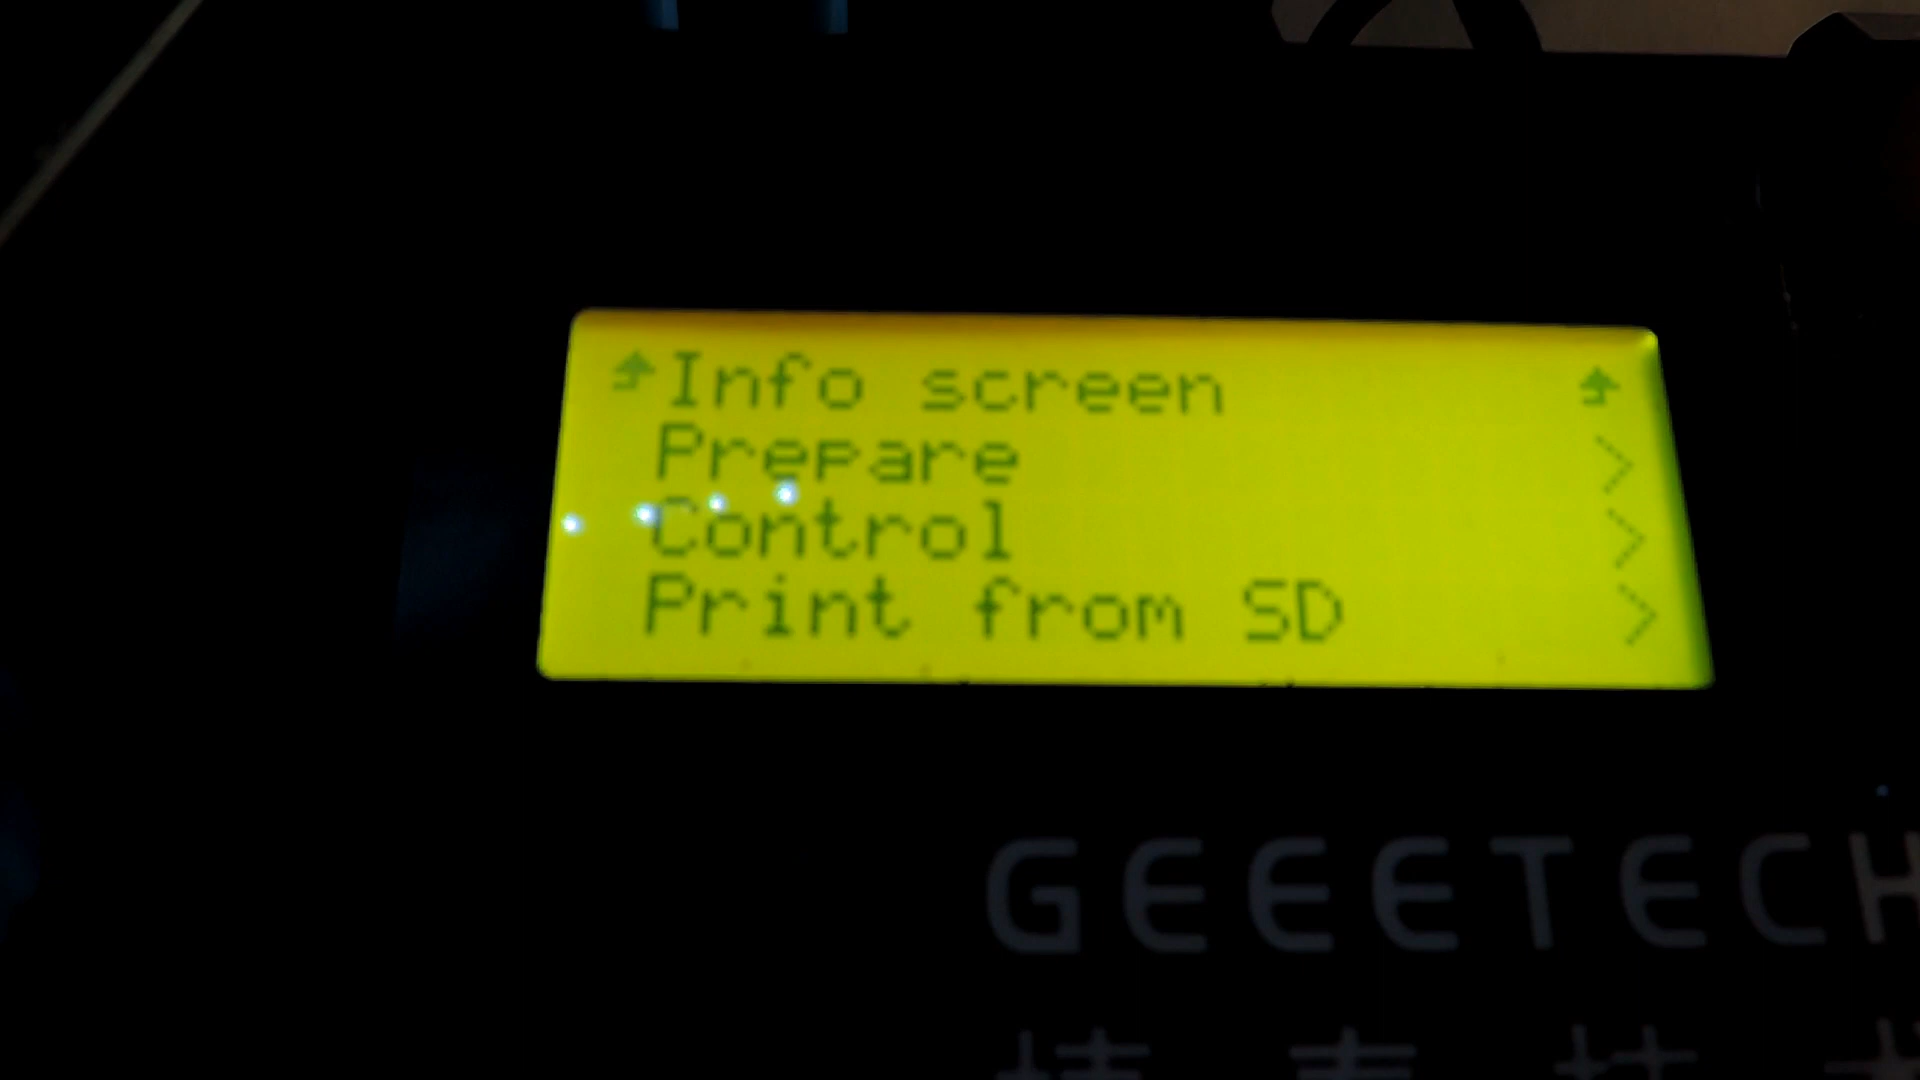 Info screen
Prepare
Control
Print from SD
GEEETECH